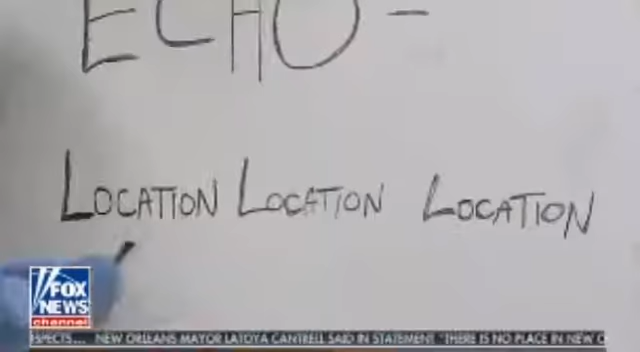 ECHO-
LOCATION LOCATION LOCATION
FOX
NEWS
channel
ESPECTS... NEW ORLEANS MAYOR LATOYA CANTRELL SAID IN STATEMENT "THERE IS NO PLACE IN NEW O